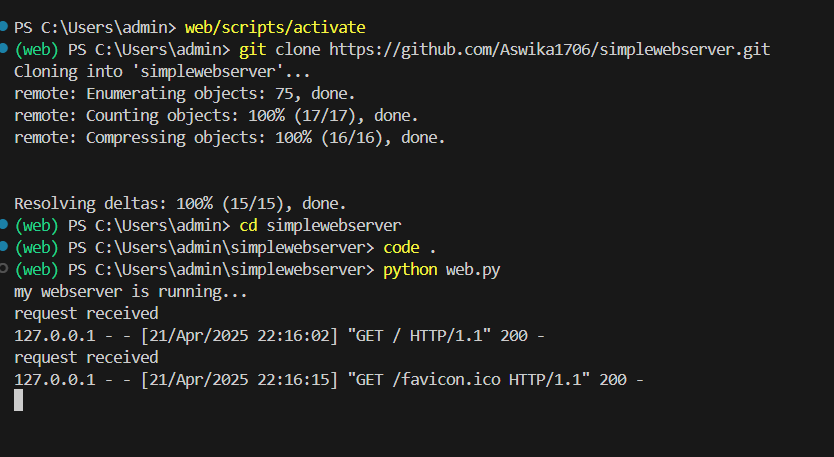 PS C:\Users\admin> web/scripts/activate
(web) PS C:\Users\admin> git clone https://github.com/Aswika1706/simplewebserver.git
Cloning into 'simplewebserver'...
remote: Enumerating objects: 75, done.
remote: Counting objects: 100% (17/17), done.
remote: Compressing objects: 100% (16/16), done.
Resolving deltas: 100% (15/15), done.
(web) PS C:\Users\admin> cd simplewebserver
(web) PS C:\Users\admin\simplewebserver> code .
(web) PS C:\Users\admin\simplewebserver> python web.py
my webserver is running...
request received
127.0.0.1 - - [21/Apr/2025 22:16:02] "GET / HTTP/1.1" 200 -
request received
127.0.0.1 - - [21/Apr/2025 22:16:15] "GET /favicon.ico HTTP/1.1" 200 -